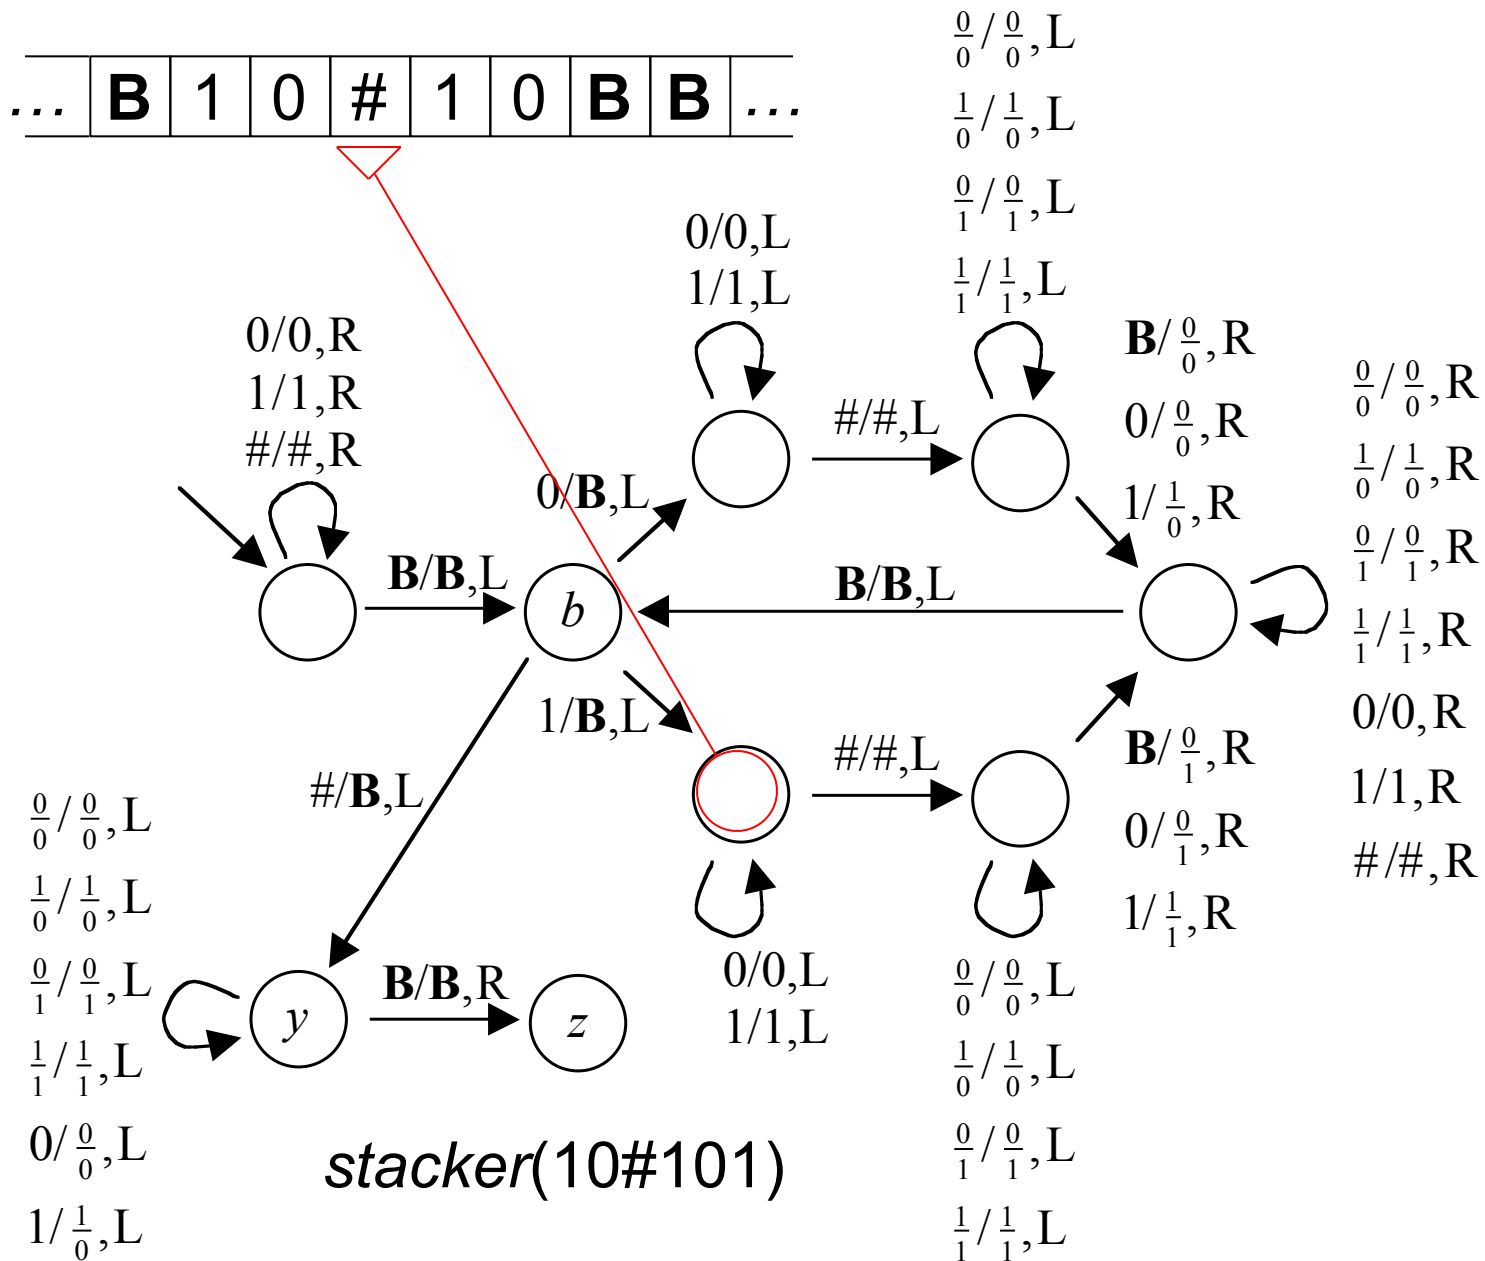 ... B 1 0 # 1 0 B B ...
0/0,L
1/1,L
0/0 / 0/0, L
1/0 / 1/0, L
0/1 / 0/1, L
1/1 / 1/1, L
0/0,R
1/1,R
#/#,R
#/#,L
B/ 0/0, R
0/ 0/0, R
1/ 1/0, R
0/0 / 0/0, R
1/0 / 1/0, R
0/1 / 0/1, R
1/1 / 1/1, R
0/0,R
1/1,R
#/#,R
0/B,L
B/B,L
b
B/B,L
1/B,L
#/#,L
B/ 0/1, R
0/ 0/1, R
1/ 1/1, R
#/B,L
0/0 / 0/0, L
1/0 / 1/0, L
0/1 / 0/1, L
1/1 / 1/1, L
0/ 0/0, L
1/ 1/0, L
y
B/B,R
z
0/0,L
1/1,L
0/0 / 0/0, L
1/0 / 1/0, L
0/1 / 0/1, L
1/1 / 1/1, L
stacker(10#101)